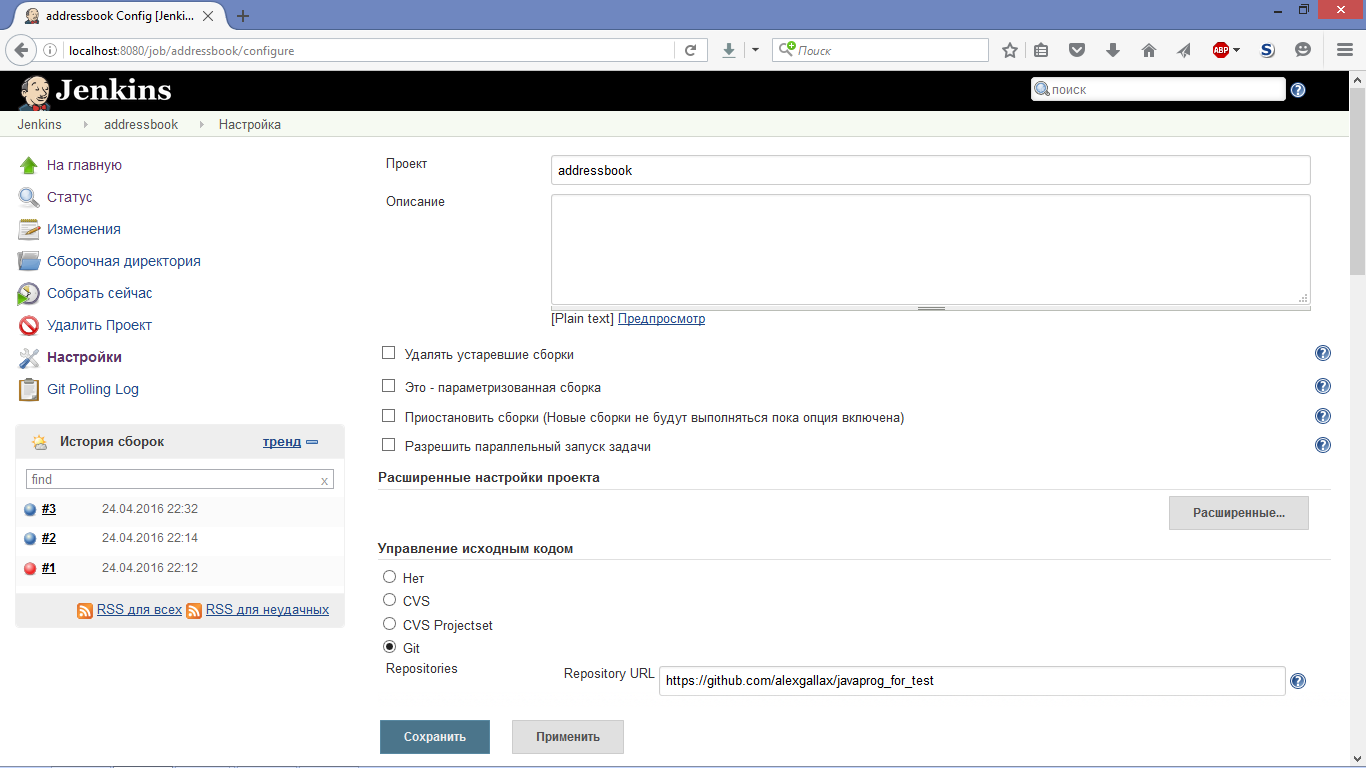 addressbook Config [Jenki...
localhost:8080/job/addressbook/configure
Поиск
ABP
S
Jenkins
поиск
Jenkins addressbook Настройка
На главную
Статус
Изменения
Сборочная директория
Собрать сейчас
Удалить Проект
Настройки
Git Polling Log
История сборок тренд
find x
#3 24.04.2016 22:32
#2 24.04.2016 22:14
#1 24.04.2016 22:12
RSS для всех RSS для неудачных
Проект addressbook
Описание
[Plain text] Предпросмотр
Удалять устаревшие сборки
Это - параметризованная сборка
Приостановить сборки (Новые сборки не будут выполняться пока опция включена)
Разрешить параллельный запуск задачи
Расширенные настройки проекта
Расширенные...
Управление исходным кодом
Нет
CVS
CVS Projectset
Git
Repositories
Repository URL https://github.com/alexgallax/javaprog_for_test
Сохранить Применить